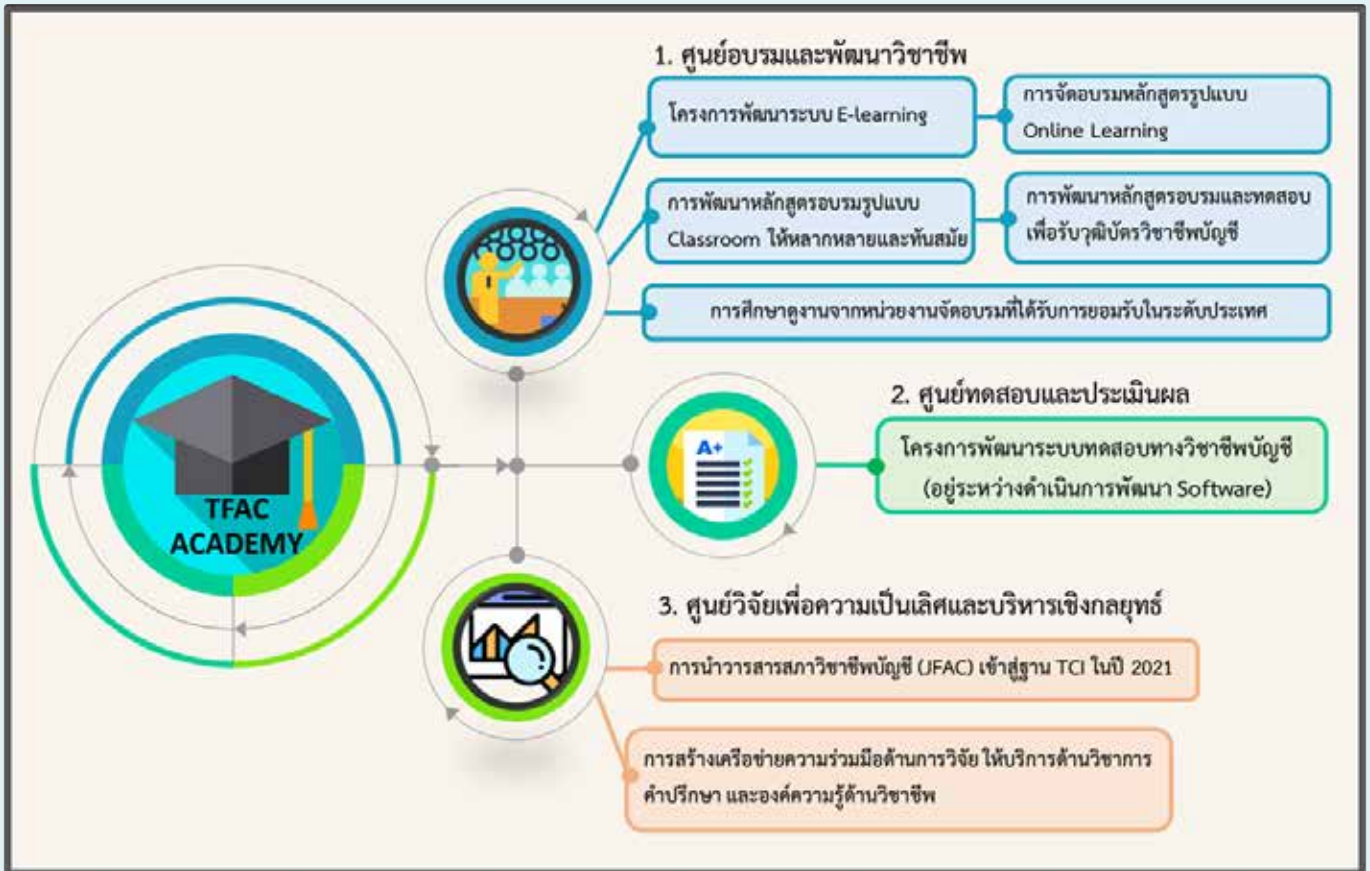 1. ศูนย์อบรมและพัฒนาวิชาชีพ
โครงการพัฒนาระบบ E-learning
การจัดอบรมหลักสูตรรูปแบบ
Online Learning
การพัฒนาหลักสูตรอบรมรูปแบบ
Classroom ให้หลากหลายและทันสมัย
การพัฒนาหลักสูตรอบรมและทดสอบ
เพื่อรับวุฒิบัตรวิชาชีพบัญชี
การศึกษาดูงานจากหน่วยงานจัดอบรมที่ได้รับการยอมรับในระดับประเทศ
TFAC
ACADEMY
2. ศูนย์ทดสอบและประเมินผล
A+
โครงการพัฒนาระบบทดสอบทางวิชาชีพบัญชี
(อยู่ระหว่างดำเนินการพัฒนา Software)
3. ศูนย์วิจัยเพื่อความเป็นเลิศและบริหารเชิงกลยุทธ์
การนำวารสารสภาวิชาชีพบัญชี (JFAC) เข้าสู่ฐาน TCI ในปี 2021
การสร้างเครือข่ายความร่วมมือด้านการวิจัย ให้บริการด้านวิชาการ
คำปรึกษา และองค์ความรู้ด้านวิชาชีพ